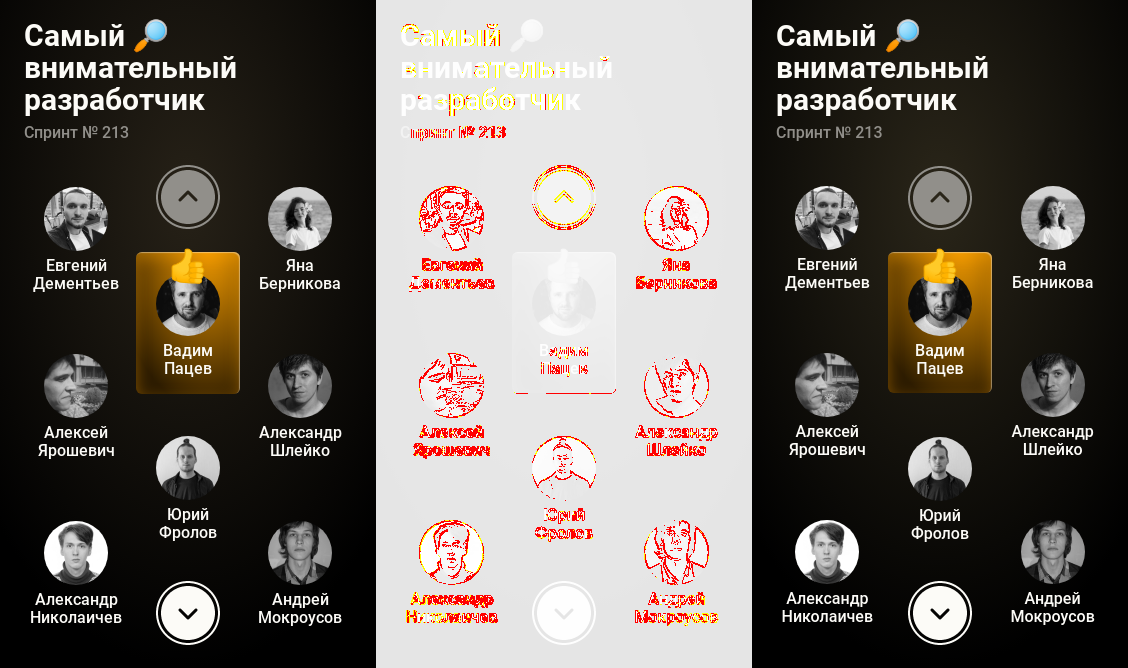 Самый 🔎
внимательный
разработчик
Спринт № 213
Евгений
Дементьев
Яна
Берникова
Вадим
Пацев
Алексей
Ярошевич
Александр
Шлейко
Юрий
Фролов
Александр
Николаичев
Андрей
Мокроусов
Самый 🔎
внимательный
разработчик
Спринт № 213
Евгений
Дементьев
Яна
Берникова
Вадим
Пацев
Алексей
Ярошевич
Александр
Шлейко
Юрий
Фролов
Александр
Николаичев
Андрей
Мокроусов
Самый 🔎
внимательный
разработчик
Спринт № 213
Евгений
Дементьев
Яна
Берникова
Вадим
Пацев
Алексей
Ярошевич
Александр
Шлейко
Юрий
Фролов
Александр
Николаичев
Андрей
Мокроусов